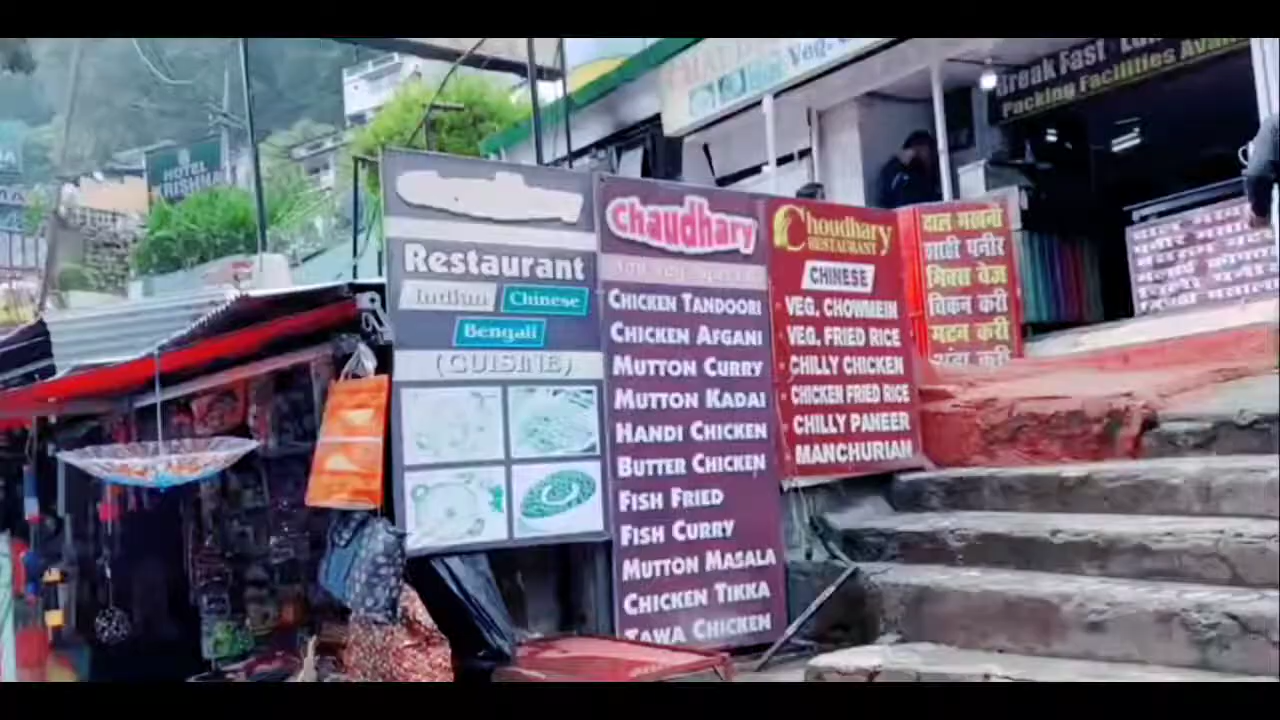 HOTEL
KRISHNA
Veg.
Break Fast
Packing Facilities
Restaurant
Indian Chinese
Bengali
(CUISINE)
Chaudhary
CHICKEN TANDOORI
CHICKEN AFGANI
MUTTON CURRY
MUTTON KADAI
HANDI CHICKEN
BUTTER CHICKEN
FISH FRIED
FISH CURRY
MUTTON MASALA
CHICKEN TIKKA
TAWA CHICKEN
Choudhary
RESTAURANT
CHINESE
• VEG. CHOWMEIN
• VEG. FRIED RICE
• CHILLY CHICKEN
• CHICKEN FRIED RICE
• CHILLY PANEER
• MANCHURIAN
दाल मखनी
शाही पनीर
मिक्स वेज
चिकन करी
मटन करी
अंडा करी